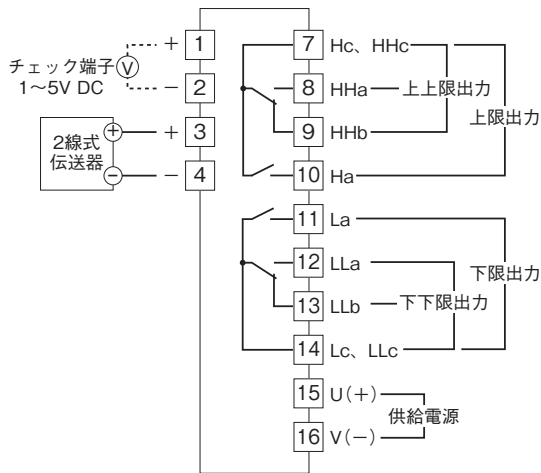 チェック端子
1～5V DC
V
+ 1
− 2
2線式
伝送器
+
−
+ 3
− 4
7 Hc、HHc
8 HHa 上上限出力
9 HHb
上限出力
10 Ha
11 La
12 LLa
下限出力
13 LLb 下下限出力
14 Lc、LLc
15 U(+)
供給電源
16 V(−)